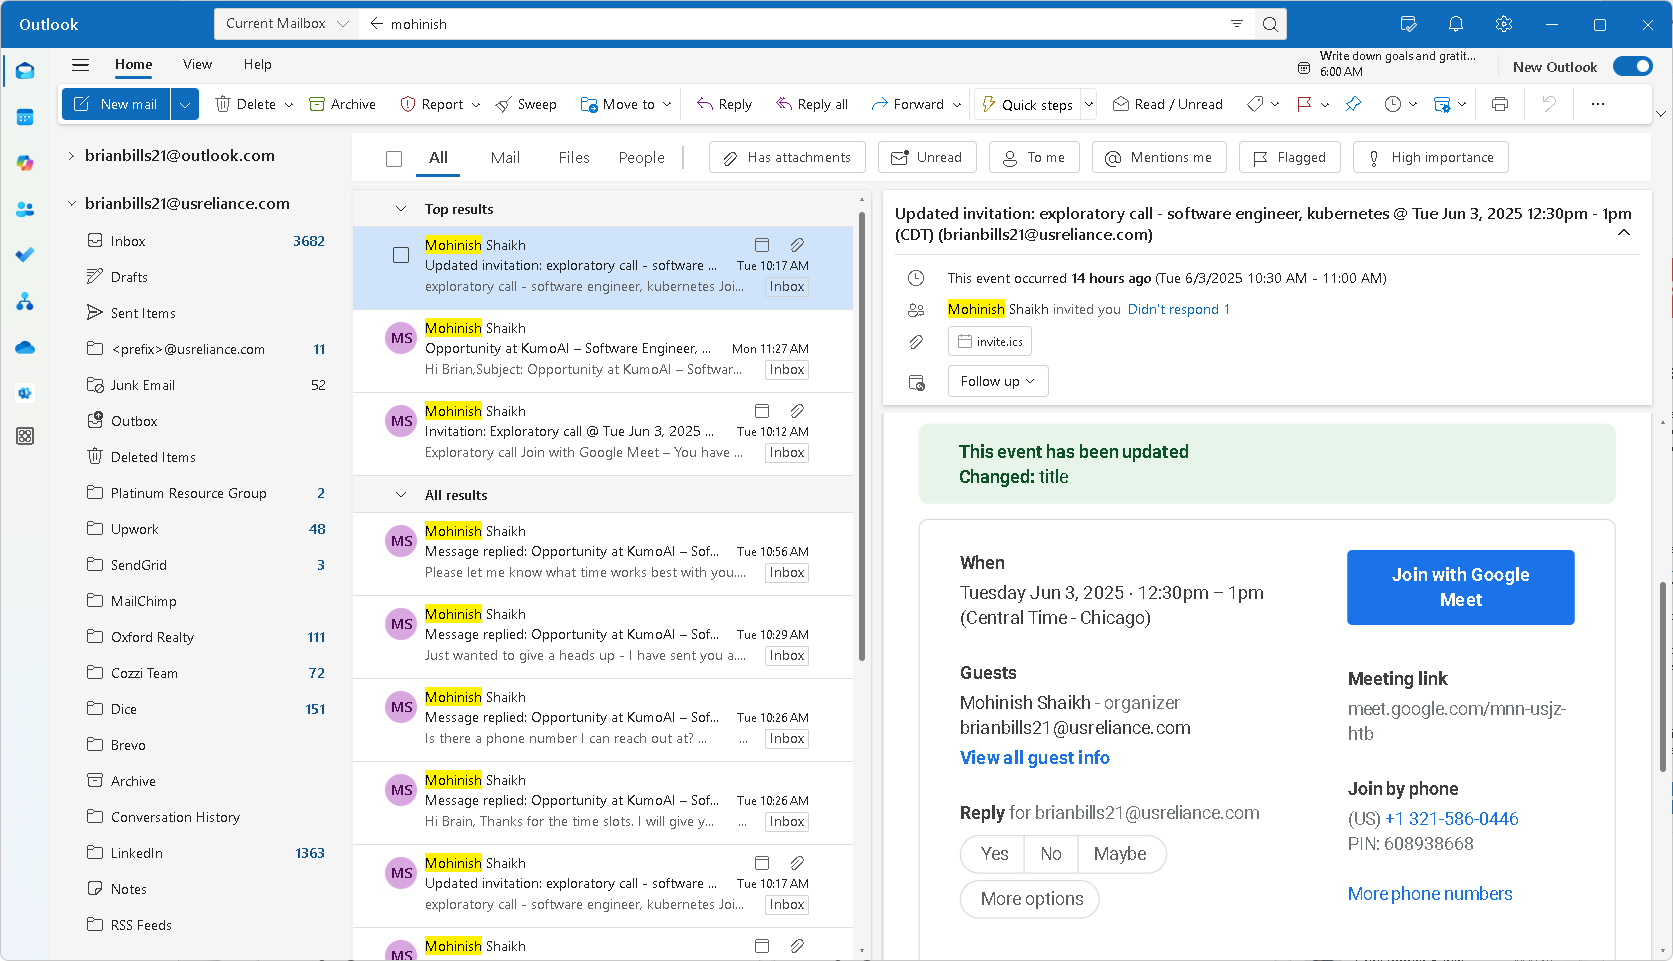 Outlook
Current Mailbox
mohinish
Home
View
Help
Write down goals and gratit...
6:00 AM
New Outlook
New mail
Delete
Archive
Report
Sweep
Move to
Reply
Reply all
Forward
Quick steps
Read / Unread
brianbills21@outlook.com
brianbills21@usreliance.com
Inbox 3682
Drafts
Sent Items
<prefix>@usreliance.com 11
Junk Email 52
Outbox
Deleted Items
Platinum Resource Group 2
Upwork 48
SendGrid 3
MailChimp
Oxford Realty 111
Cozzi Team 72
Dice 151
Brevo
Archive
Conversation History
LinkedIn 1363
Notes
RSS Feeds
All
Mail
Files
People
Has attachments
Unread
To me
Mentions me
Flagged
High importance
Top results
Mohinish Shaikh
Updated invitation: exploratory call - software ... Tue 10:17 AM
exploratory call - software engineer, kubernetes Joi... Inbox
MS
Mohinish Shaikh
Opportunity at KumoAI – Software Engineer, ... Mon 11:27 AM
Hi Brian,Subject: Opportunity at KumoAI – Softwar... Inbox
MS
Mohinish Shaikh
Invitation: Exploratory call @ Tue Jun 3, 2025 ... Tue 10:12 AM
Exploratory call Join with Google Meet – You have ... Inbox
All results
MS
Mohinish Shaikh
Message replied: Opportunity at KumoAI – Sof... Tue 10:56 AM
Please let me know what time works best with you.... Inbox
MS
Mohinish Shaikh
Message replied: Opportunity at KumoAI – Sof... Tue 10:29 AM
Just wanted to give a heads up - I have sent you a.... Inbox
MS
Mohinish Shaikh
Message replied: Opportunity at KumoAI – Sof... Tue 10:26 AM
Is there a phone number I can reach out at? ... ... Inbox
MS
Mohinish Shaikh
Message replied: Opportunity at KumoAI – Sof... Tue 10:26 AM
Hi Brain, Thanks for the time slots. I will give y... ... Inbox
MS
Mohinish Shaikh
Updated invitation: exploratory call - software ... Tue 10:17 AM
exploratory call - software engineer, kubernetes Joi... Inbox
MS
Mohinish Shaikh
Updated invitation: exploratory call - software engineer, kubernetes @ Tue Jun 3, 2025 12:30pm - 1pm
(CDT) (brianbills21@usreliance.com)
This event occurred 14 hours ago (Tue 6/3/2025 10:30 AM - 11:00 AM)
Mohinish Shaikh invited you Didn't respond 1
invite.ics
Follow up
This event has been updated
Changed: title
When
Tuesday Jun 3, 2025 · 12:30pm – 1pm
(Central Time - Chicago)
Guests
Mohinish Shaikh - organizer
brianbills21@usreliance.com
View all guest info
Reply for brianbills21@usreliance.com
Yes
No
Maybe
More options
Join with Google
Meet
Meeting link
meet.google.com/mnn-usjz-
htb
Join by phone
(US) +1 321-586-0446
PIN: 608938668
More phone numbers